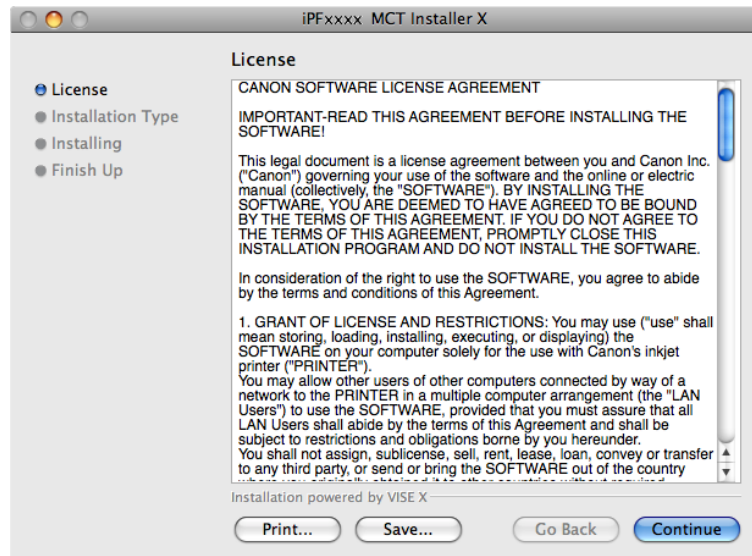 iPFxxxx MCT Installer X
License
License
Installation Type
Installing
Finish Up
CANON SOFTWARE LICENSE AGREEMENT
IMPORTANT-READ THIS AGREEMENT BEFORE INSTALLING THE
SOFTWARE!
This legal document is a license agreement between you and Canon Inc.
("Canon") governing your use of the software and the online or electric
manual (collectively, the "SOFTWARE"). BY INSTALLING THE
SOFTWARE, YOU ARE DEEMED TO HAVE AGREED TO BE BOUND
BY THE TERMS OF THIS AGREEMENT. IF YOU DO NOT AGREE TO
THE TERMS OF THIS AGREEMENT, PROMPTLY CLOSE THIS
INSTALLATION PROGRAM AND DO NOT INSTALL THE SOFTWARE.
In consideration of the right to use the SOFTWARE, you agree to abide
by the terms and conditions of this Agreement.
1. GRANT OF LICENSE AND RESTRICTIONS: You may use ("use" shall
mean storing, loading, installing, executing, or displaying) the
SOFTWARE on your computer solely for the use with Canon's inkjet
printer ("PRINTER").
You may allow other users of other computers connected by way of a
network to the PRINTER in a multiple computer arrangement (the "LAN
Users") to use the SOFTWARE, provided that you must assure that all
LAN Users shall abide by the terms of this Agreement and shall be
subject to restrictions and obligations borne by you hereunder.
You shall not assign, sublicense, sell, rent, lease, loan, convey or transfer
to any third party, or send or bring the SOFTWARE out of the country
where you originally obtained it to other countries without required
Installation powered by VISE X
Print...
Save...
Go Back
Continue